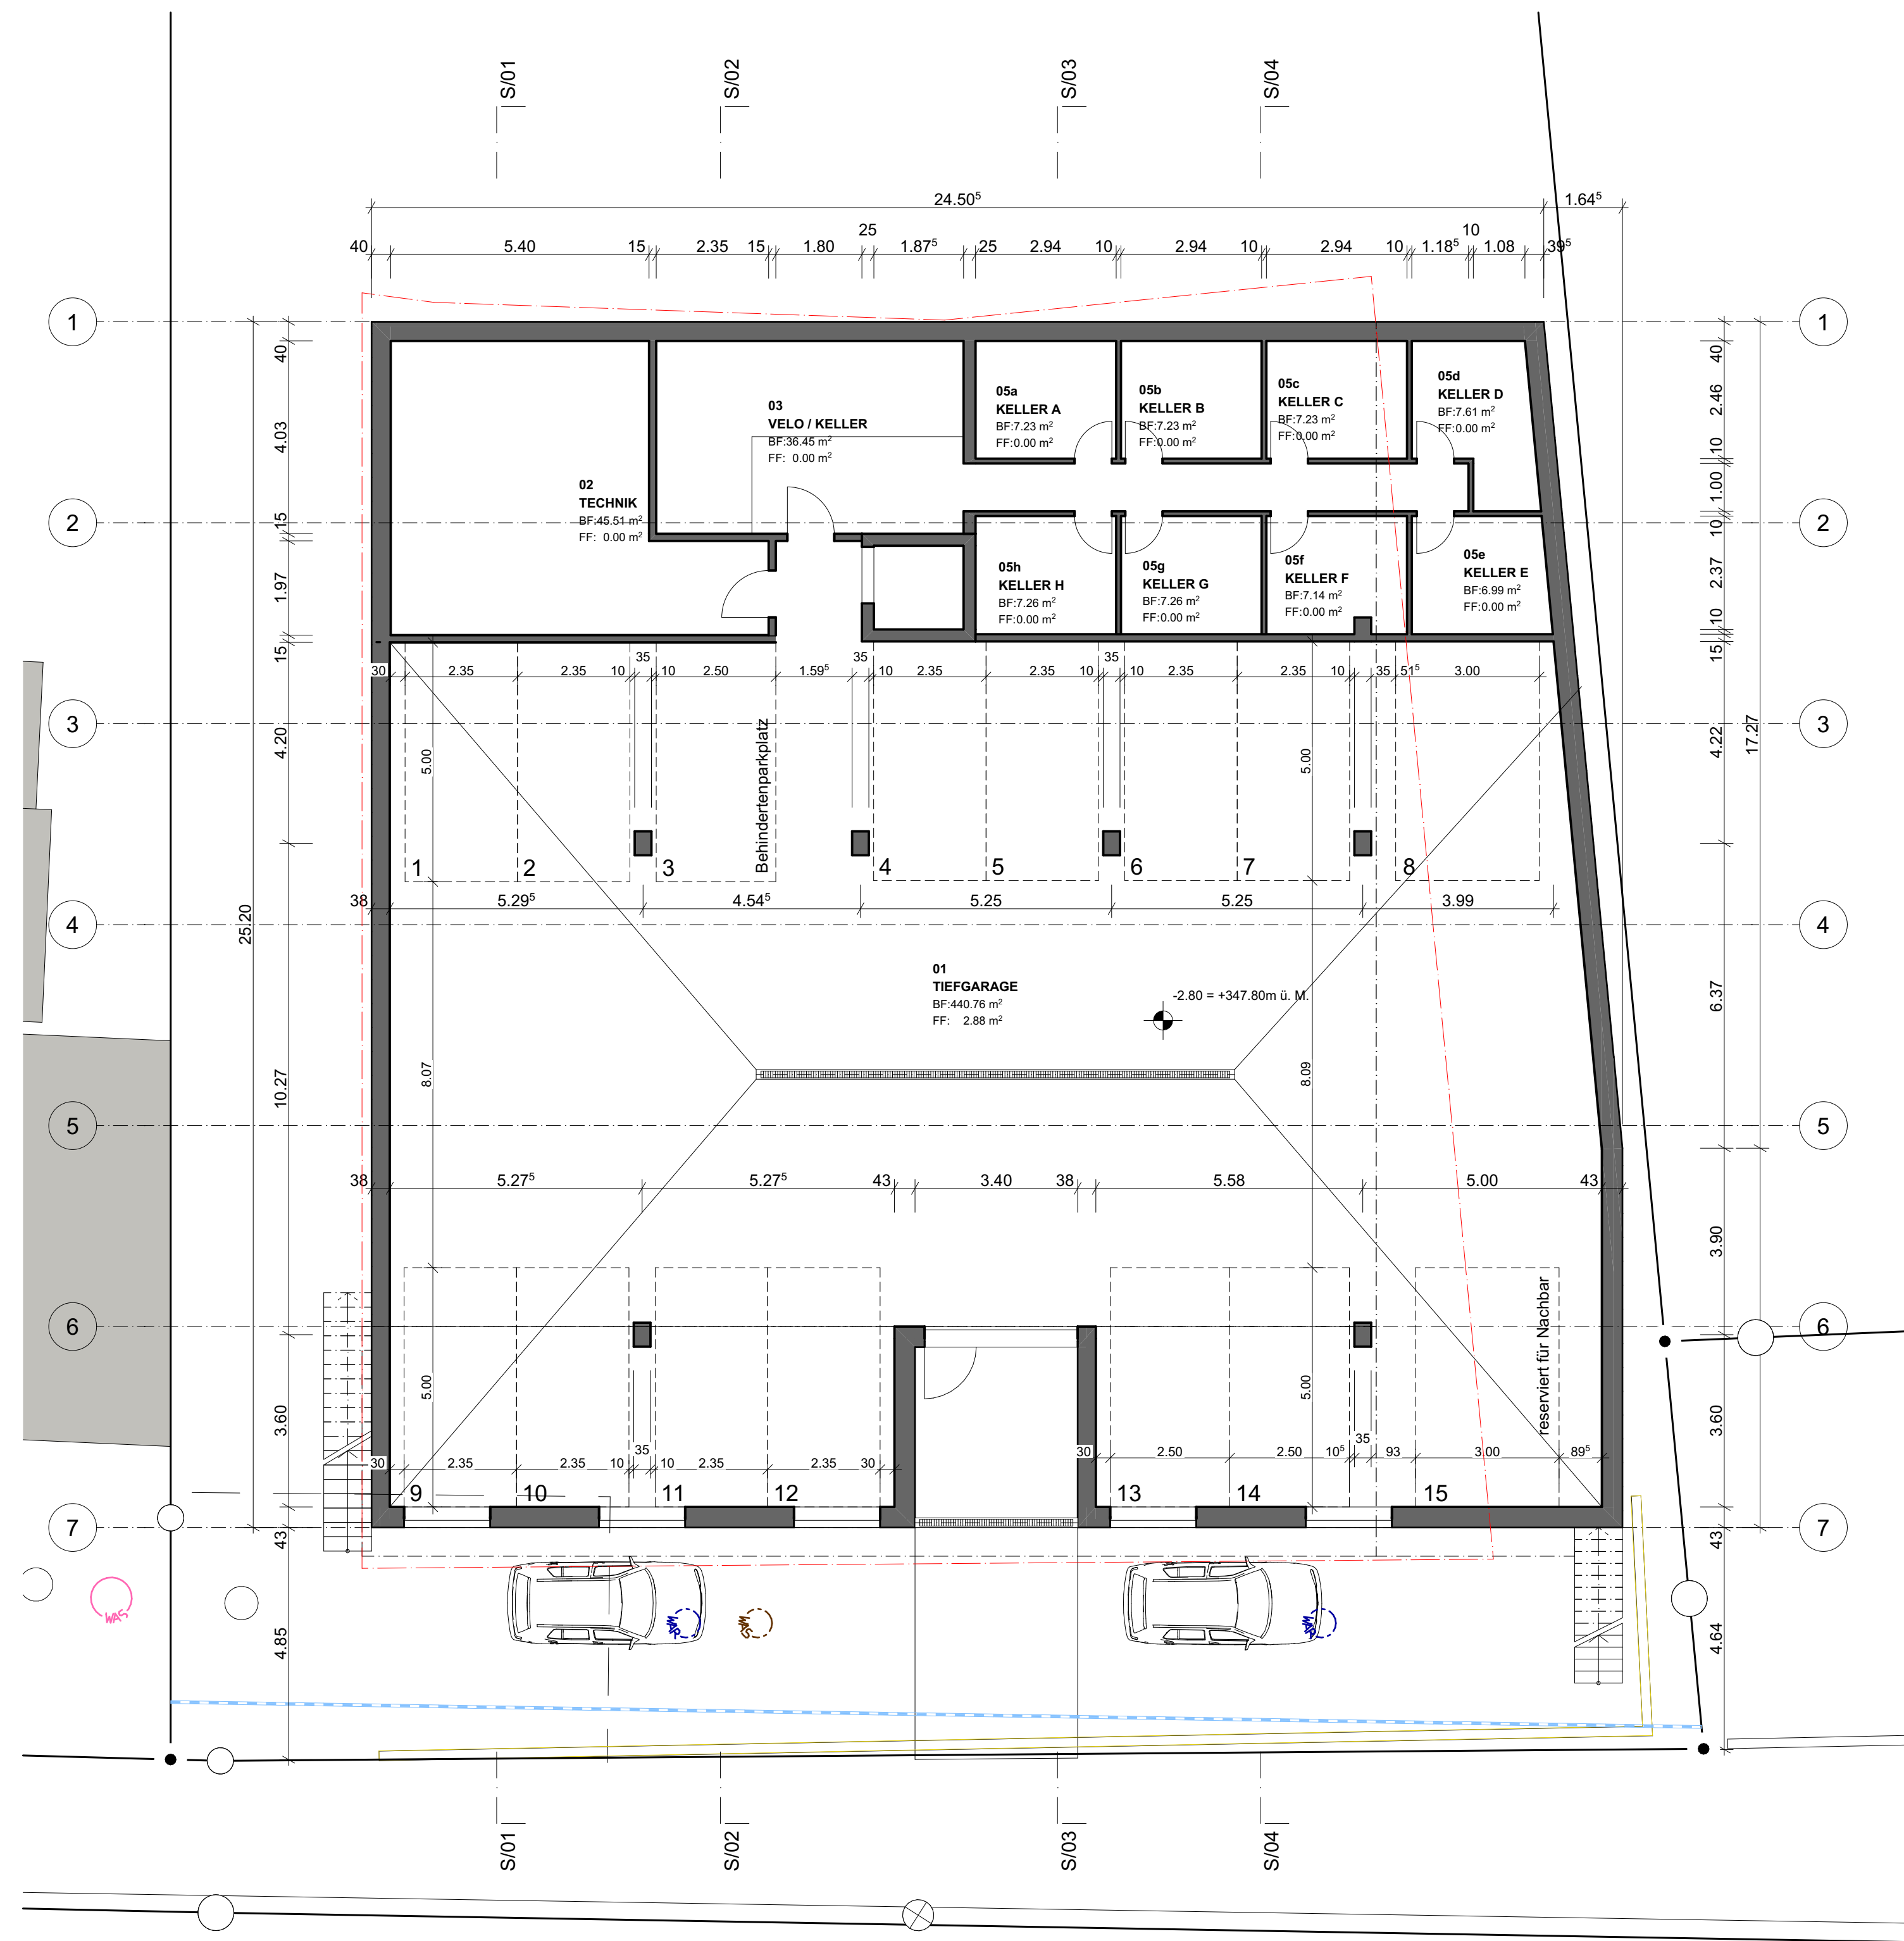 S/01
S/02
S/03
S/04
24.50⁵
1.64⁵
25
10
40
5.40
15
2.35
15
1.80
1.87⁵
25
2.94
10
2.94
10
2.94
10
1.18⁵
1.08
39⁵
1
1
2
2
3
3
4
4
5
5
6
6
7
7
25.20
40
4.03
15
1.97
15
4.20
10.27
3.60
43
4.85
40
2.46
10
1.00
10
2.37
10
15
4.22
6.37
3.90
3.60
43
4.64
17.27
02
TECHNIK
BF:45.51 m²
FF: 0.00 m²
03
VELO / KELLER
BF:36.45 m²
FF: 0.00 m²
05a
KELLER A
BF:7.23 m²
FF:0.00 m²
05b
KELLER B
BF:7.23 m²
FF:0.00 m²
05c
KELLER C
BF:7.23 m²
FF:0.00 m²
05d
KELLER D
BF:7.61 m²
FF:0.00 m²
05h
KELLER H
BF:7.26 m²
FF:0.00 m²
05g
KELLER G
BF:7.26 m²
FF:0.00 m²
05f
KELLER F
BF:7.14 m²
FF:0.00 m²
05e
KELLER E
BF:6.99 m²
FF:0.00 m²
35
35
35
30
2.35
2.35
10
10
2.50
1.59⁵
10
2.35
2.35
10
10
2.35
2.35
10
35
51⁵
3.00
5.00
5.00
Behindertenparkplatz
1
2
3
4
5
6
7
8
38
5.29⁵
4.54⁵
5.25
5.25
3.99
01
TIEFGARAGE
BF:440.76 m²
FF: 2.88 m²
-2.80 = +347.80m ü. M.
8.07
8.09
38
5.27⁵
5.27⁵
43
3.40
38
5.58
5.00
43
5.00
5.00
reserviert für Nachbar
35
30
2.35
2.35
10
10
2.35
2.35
30
35
30
2.50
2.50
10⁵
93
3.00
89⁵
9
10
11
12
13
14
15
WAS
WAR
WAS
WAR
S/01
S/02
S/03
S/04